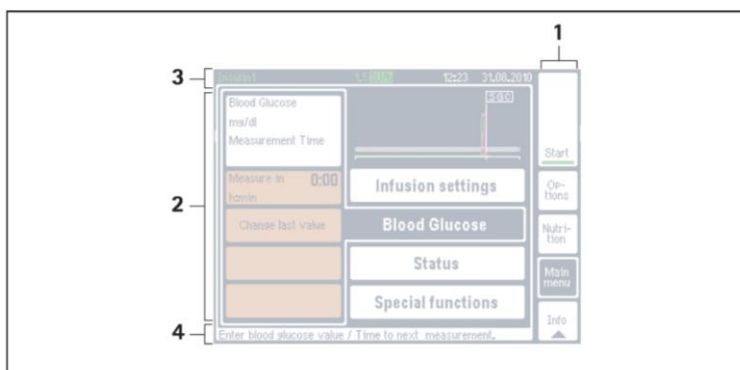 1
3
Insulin1 12:23 31.08.2010
Blood Glucose
mg/dl
Measurement Time
SGC
Start
2
Measure in 0:00
h:min
Infusion settings
Op-
tions
Change last value
Blood Glucose
Nutri-
tion
Status
Main
menu
Special functions
Info
4
Enter blood glucose value / Time to next measurement.